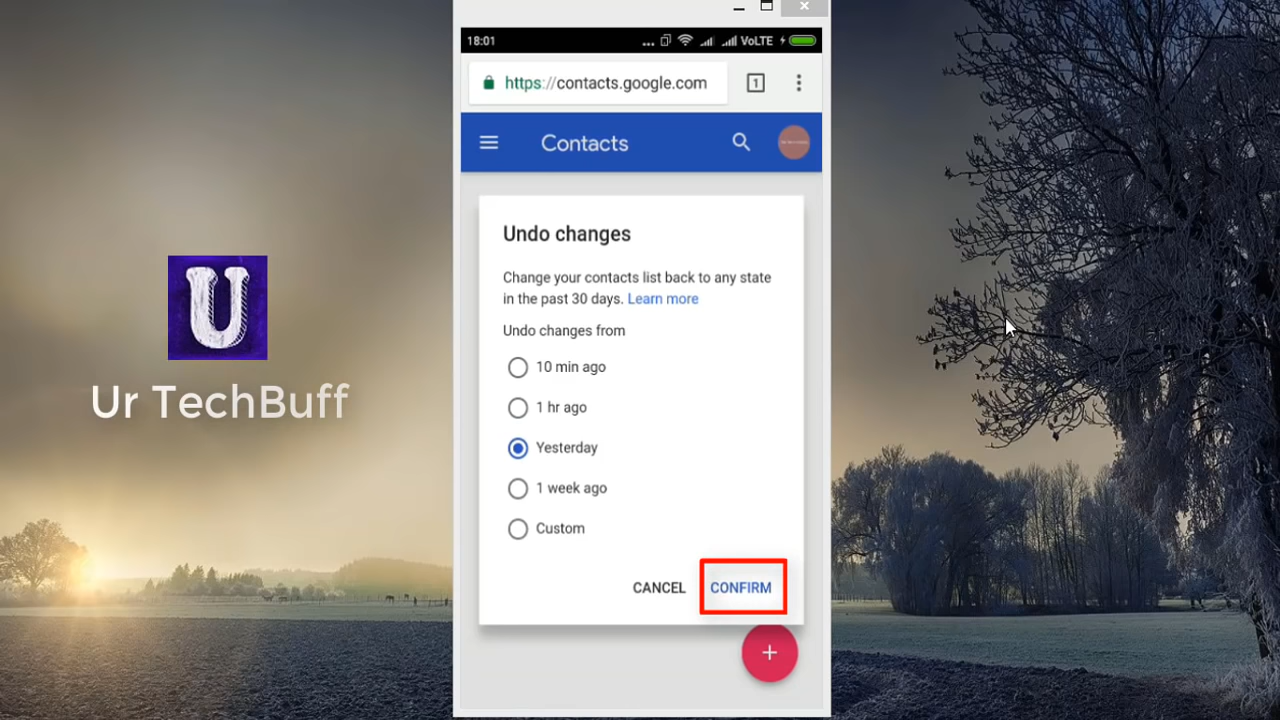 18:01 ... VoLTE
https://contacts.google.com 1
Contacts
Undo changes
Change your contacts list back to any state
in the past 30 days. Learn more
Undo changes from
10 min ago
1 hr ago
Yesterday
1 week ago
Custom
CANCEL CONFIRM
+
U
Ur TechBuff